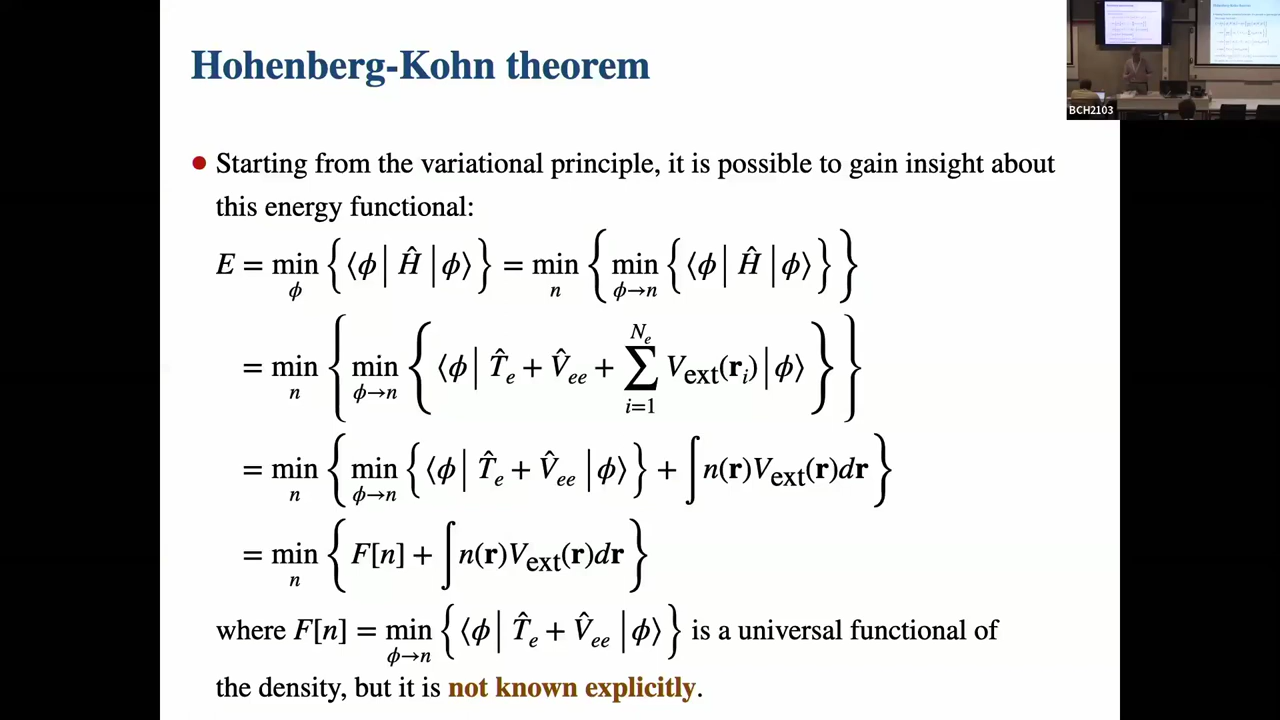 Hohenberg-Kohn theorem
BCH2103
● Starting from the variational principle, it is possible to gain insight about
this energy functional:
E = min_ϕ {⟨ϕ| Ĥ |ϕ⟩} = min_n {min_{ϕ→n} {⟨ϕ| Ĥ |ϕ⟩}}
= min_n {min_{ϕ→n} {⟨ϕ| T̂_e + V̂_ee + ∑_{i=1}^{N_e} V_ext(r_i) |ϕ⟩}}
= min_n {min_{ϕ→n} {⟨ϕ| T̂_e + V̂_ee |ϕ⟩} + ∫ n(r)V_ext(r)dr}
= min_n {F[n] + ∫ n(r)V_ext(r)dr}
where F[n] = min_{ϕ→n} {⟨ϕ| T̂_e + V̂_ee |ϕ⟩} is a universal functional of
the density, but it is not known explicitly.